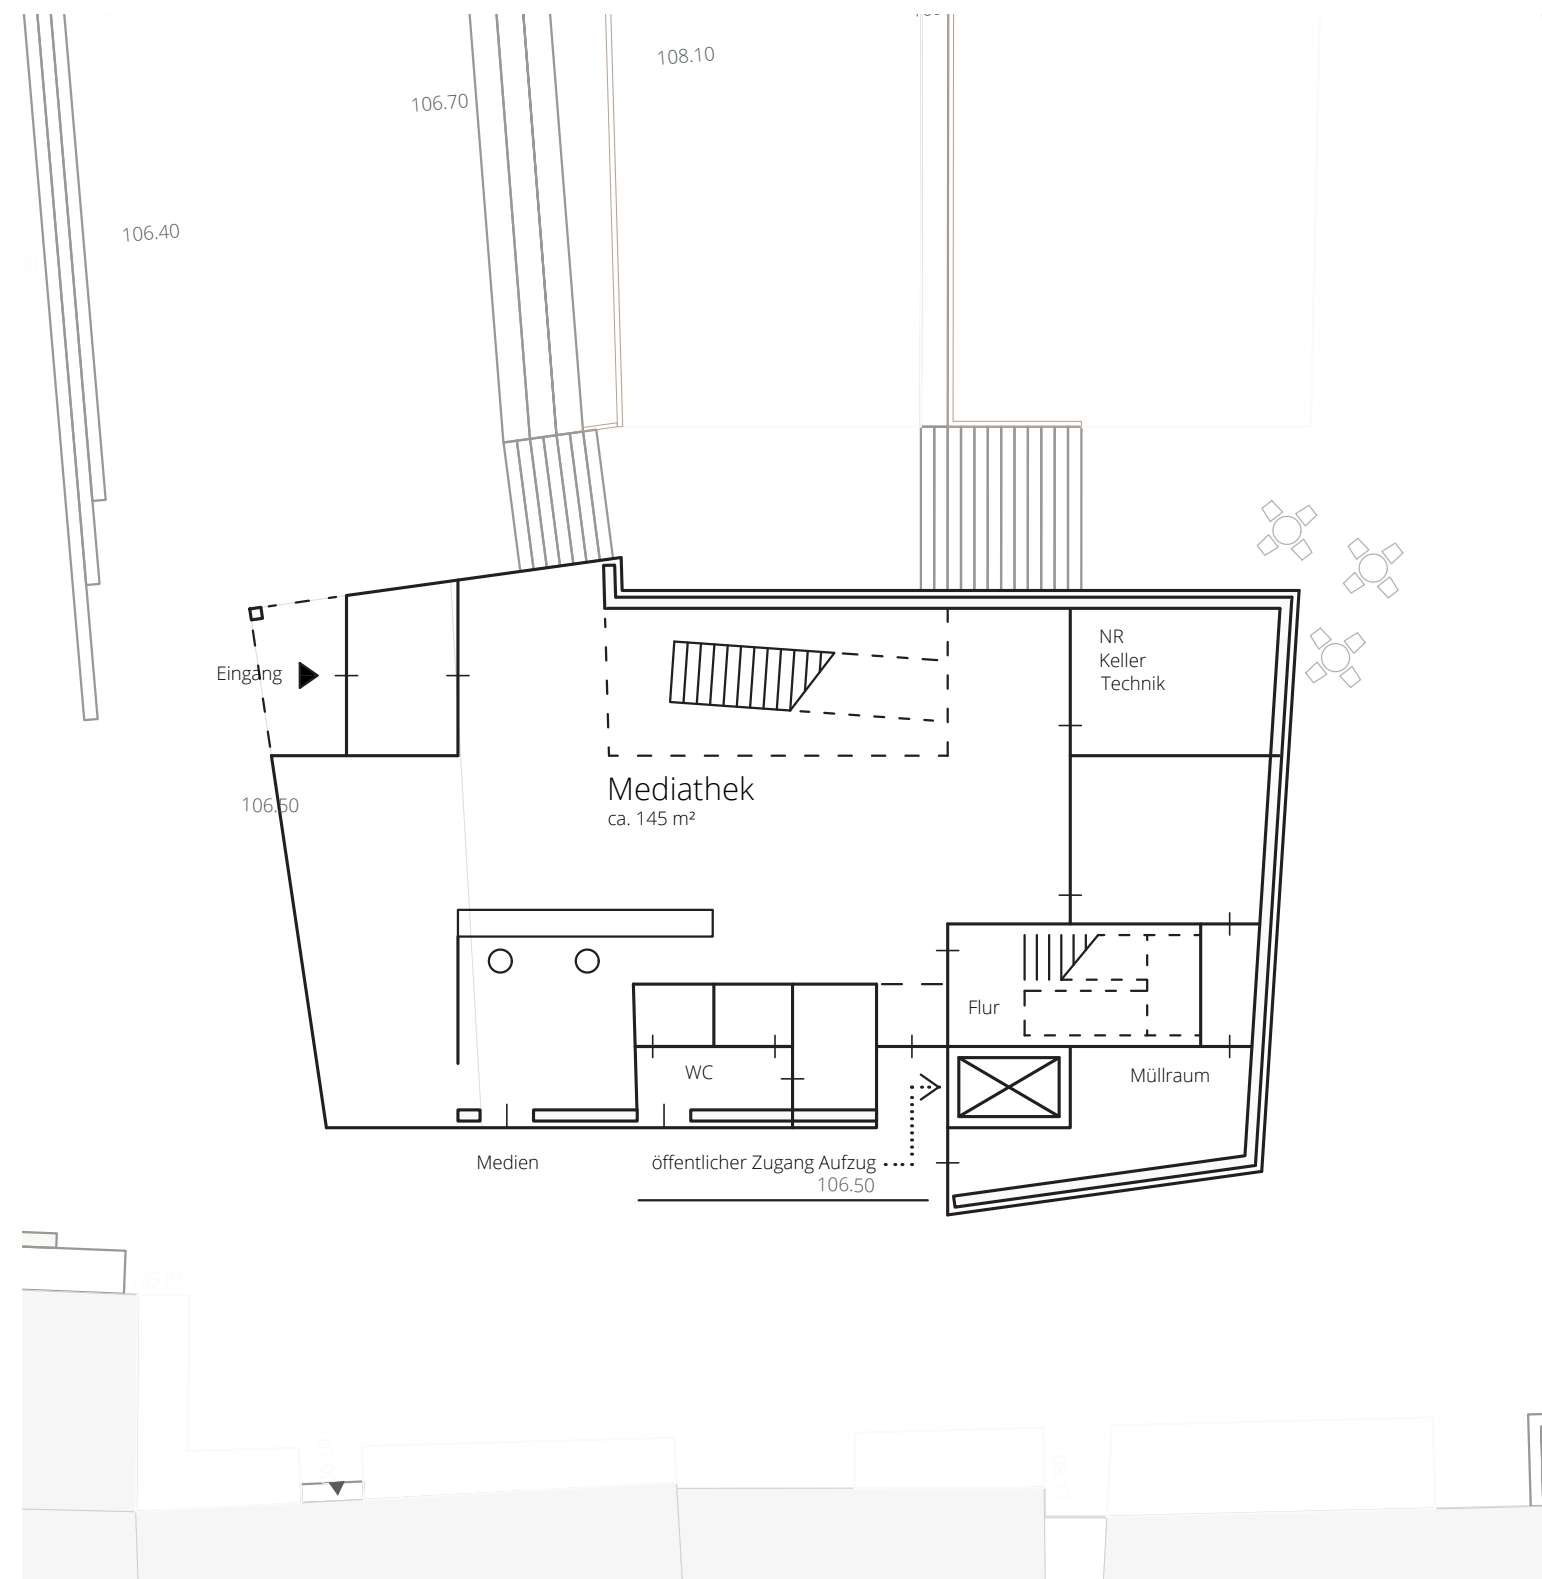 108.10
106.70
106.40
Eingang
NR
Keller
Technik
Mediathek
ca. 145 m²
106.50
Flur
WC
Müllraum
Medien
öffentlicher Zugang Aufzug
106.50